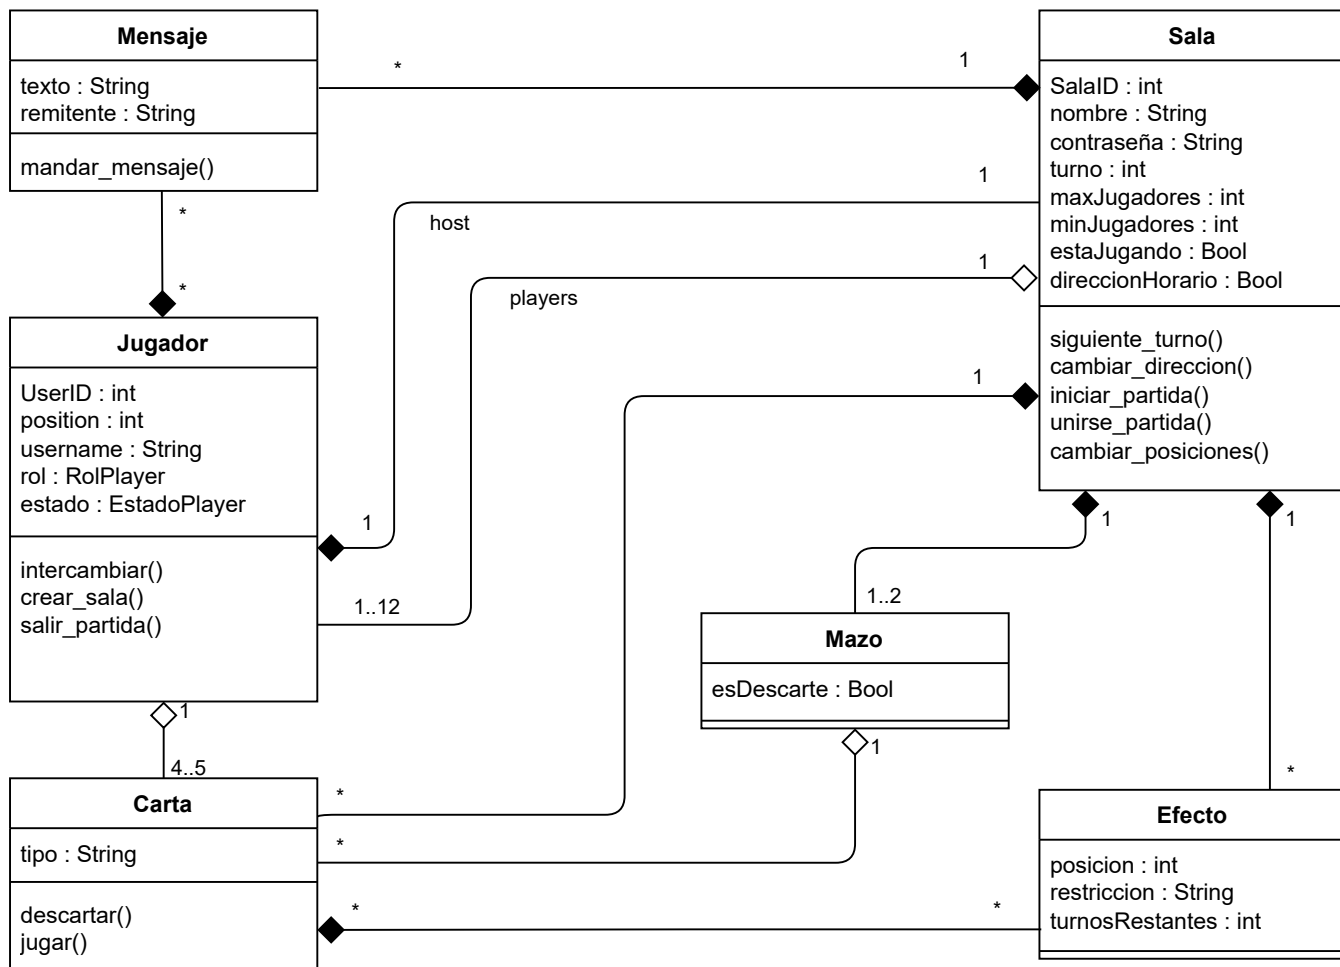 Mensaje
texto : String
remitente : String
mandar_mensaje()
*
1
Sala
SalaID : int
nombre : String
contraseña : String
turno : int
maxJugadores : int
minJugadores : int
estaJugando : Bool
direccionHorario : Bool
siguiente_turno()
cambiar_direccion()
iniciar_partida()
unirse_partida()
cambiar_posiciones()
*
*
1
host
1
players
1
Jugador
UserID : int
position : int
username : String
rol : RolPlayer
estado : EstadoPlayer
intercambiar()
crear_sala()
salir_partida()
1
1..12
1
4..5
1
1
1..2
Mazo
esDescarte : Bool
1
*
Carta
tipo : String
descartar()
jugar()
*
*
*
*
Efecto
posicion : int
restriccion : String
turnosRestantes : int